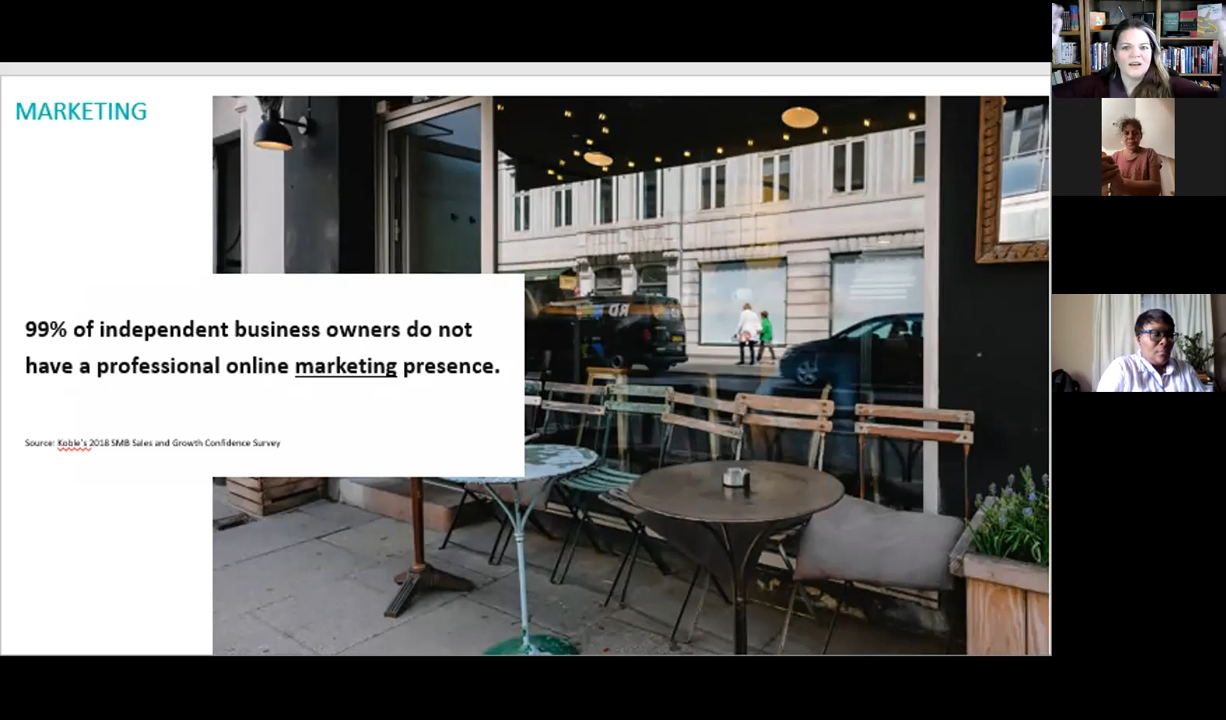 MARKETING
99% of independent business owners do not
have a professional online marketing presence.
Source: Koble's 2018 SMB Sales and Growth Confidence Survey